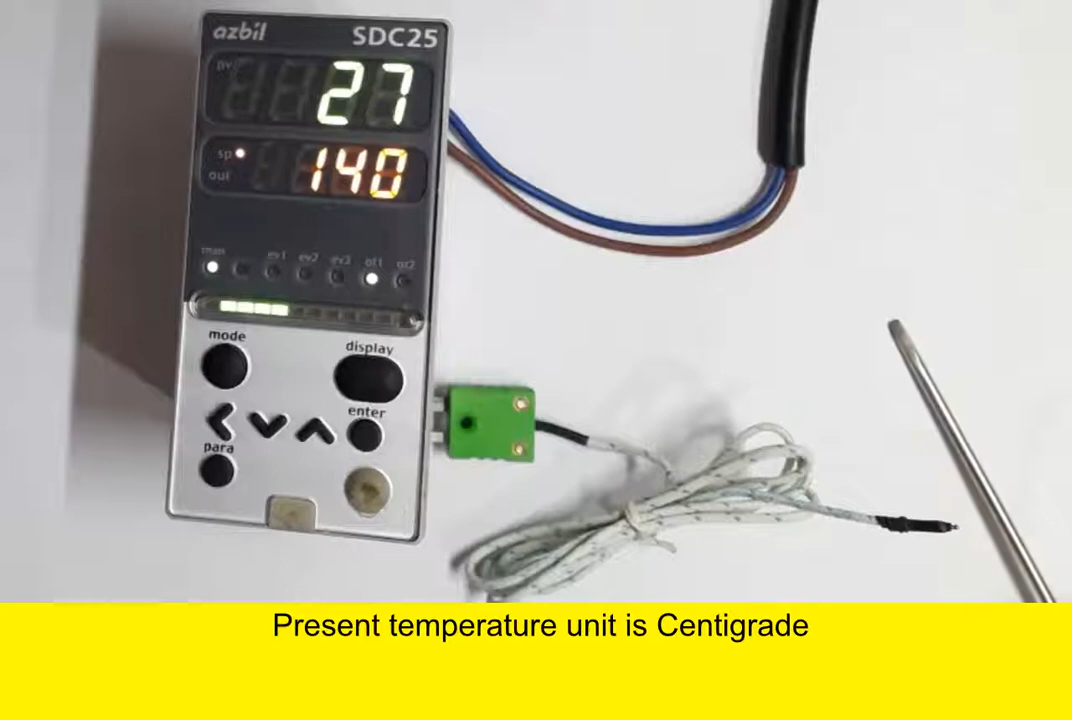 azbil SDC25
pv 27
sp 140
out
man ev1 ev2 ev3 ot1 ot2
mode
display
enter
para
Present temperature unit is Centigrade